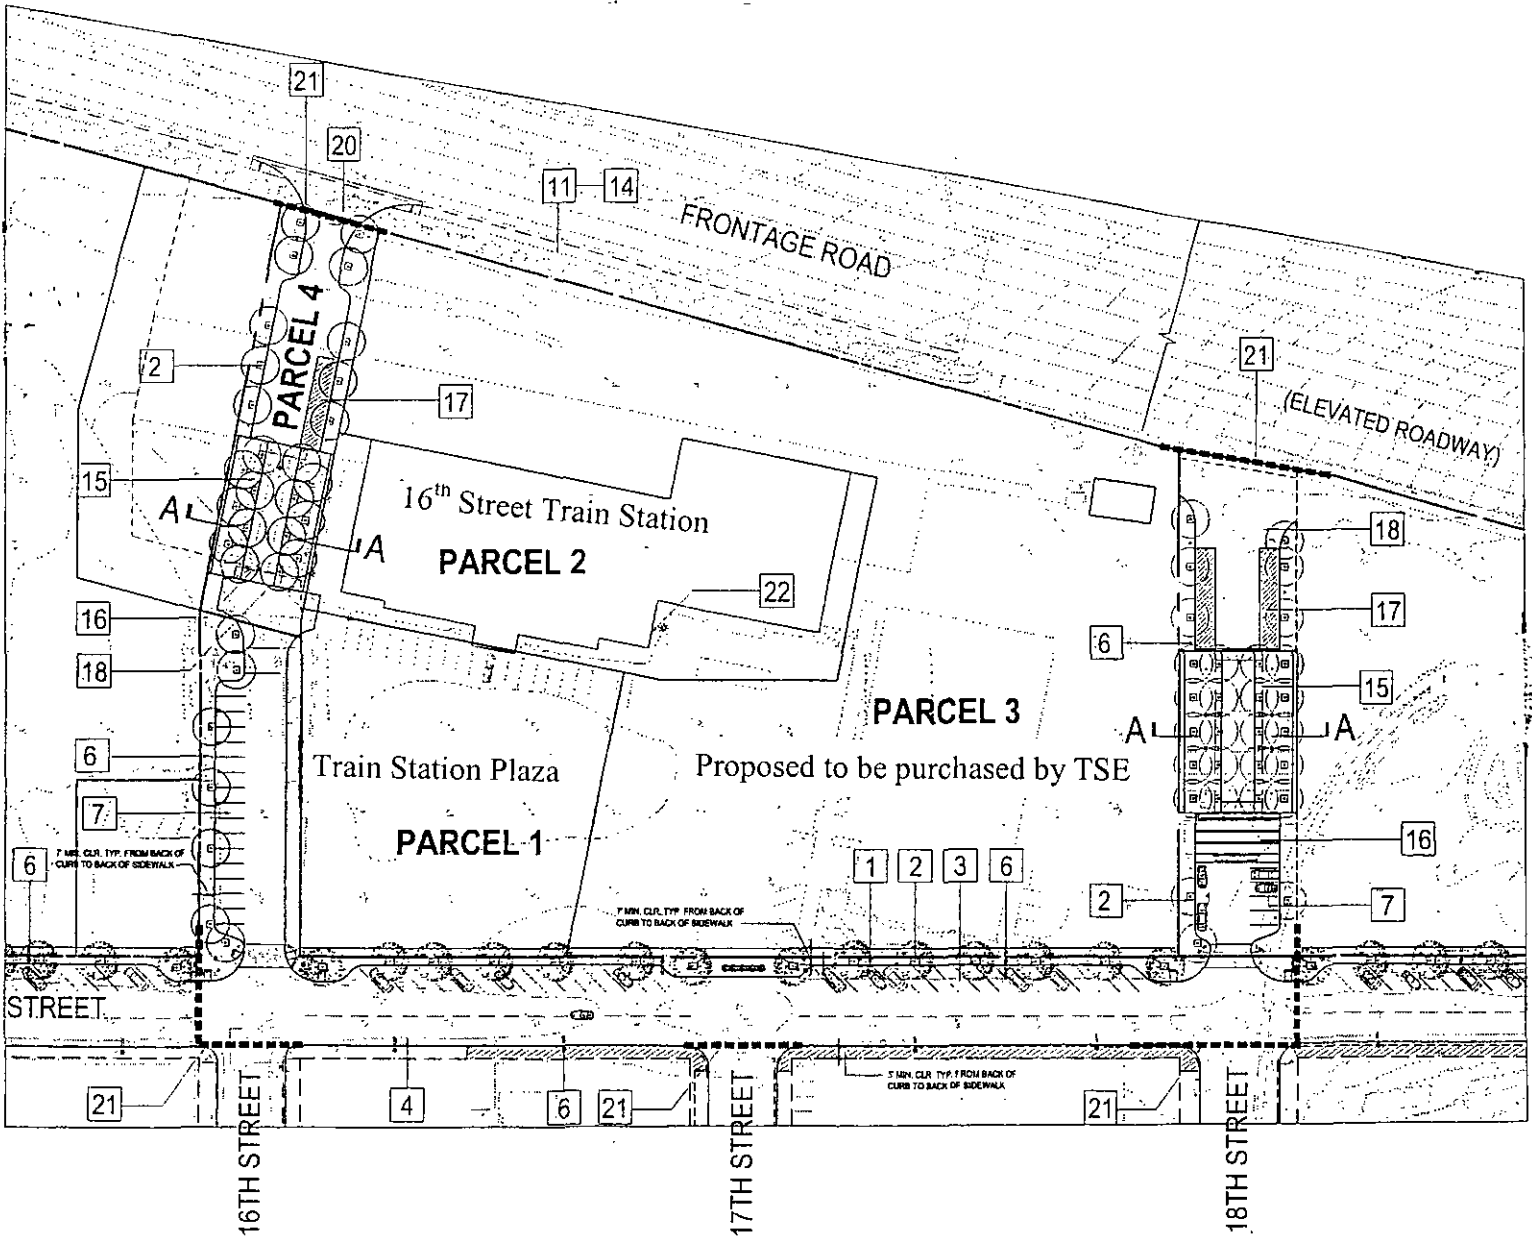 21
20
11 14
FRONTAGE ROAD
PARCEL 4
2
17
21
(ELEVATED ROADWAY)
15
A
A
16th Street Train Station
PARCEL 2
22
18
17
6
15
16
18
PARCEL 3
A
A
6
Train Station Plaza
Proposed to be purchased by TSE
7
PARCEL 1
16
7' MIN. CLR. TYP. FROM BACK OF
CURB TO BACK OF SIDEWALK
6
1 2 3 6
2
7
7' MIN. CLR. TYP. FROM BACK OF
CURB TO BACK OF SIDEWALK
STREET
5' MIN. CLR. TYP. FROM BACK OF
CURB TO BACK OF SIDEWALK
21
4
6
21
21
16TH STREET
17TH STREET
18TH STREET